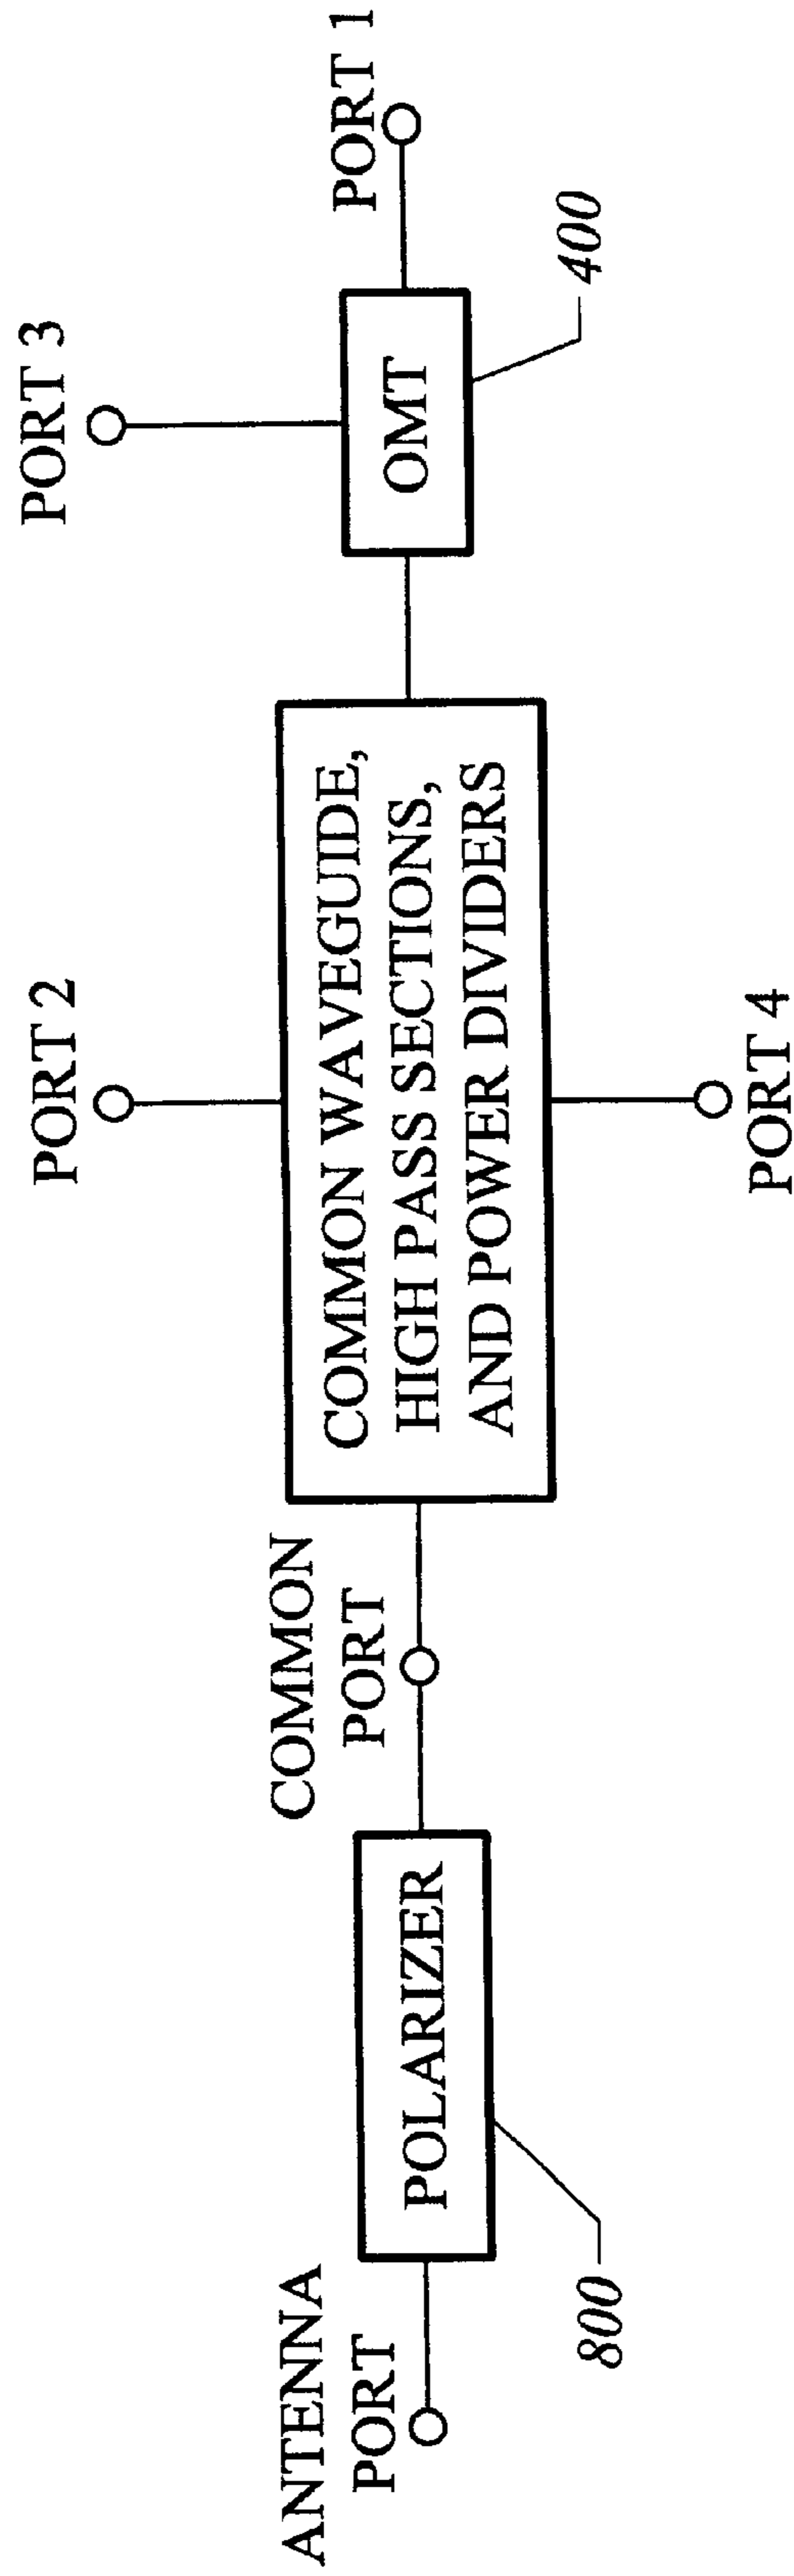 ANTENNA
PORT
800
POLARIZER
COMMON
PORT
PORT 2
COMMON WAVEGUIDE,
HIGH PASS SECTIONS,
AND POWER DIVIDERS
PORT 4
PORT 3
OMT
400
PORT 1